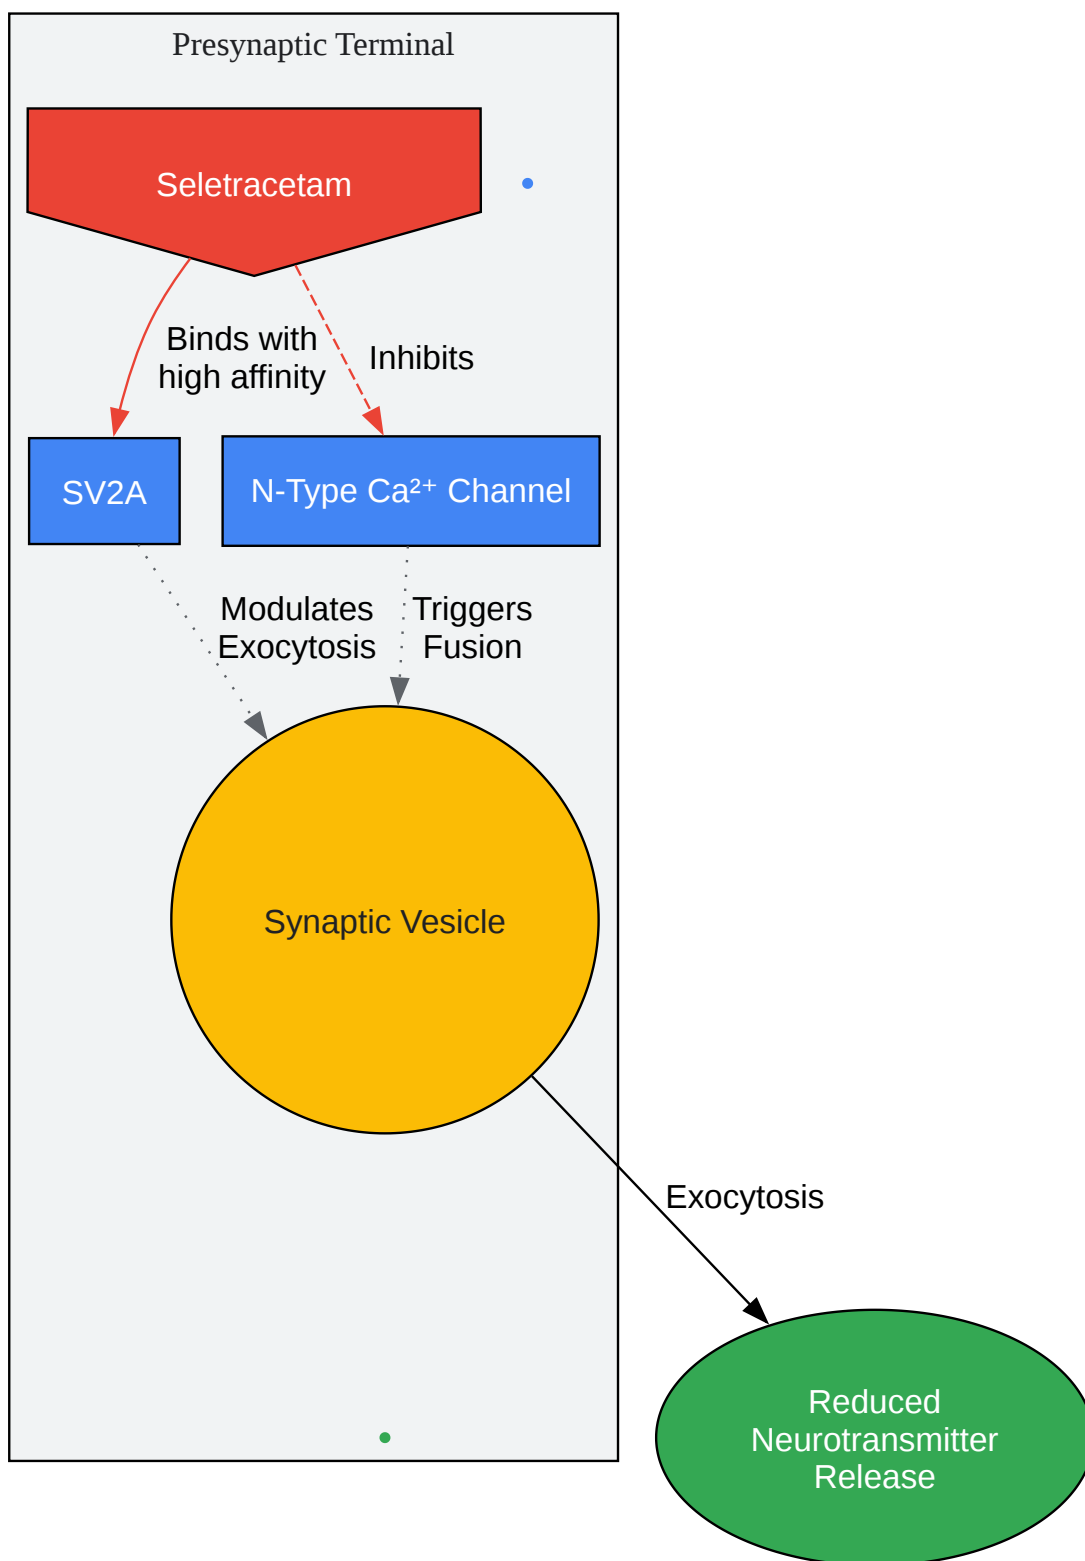 Presynaptic Terminal
Seletracetam
Binds with
high affinity
Inhibits
SV2A
N-Type Ca²⁺ Channel
Modulates
Exocytosis
Triggers
Fusion
Synaptic Vesicle
Exocytosis
Reduced
Neurotransmitter
Release